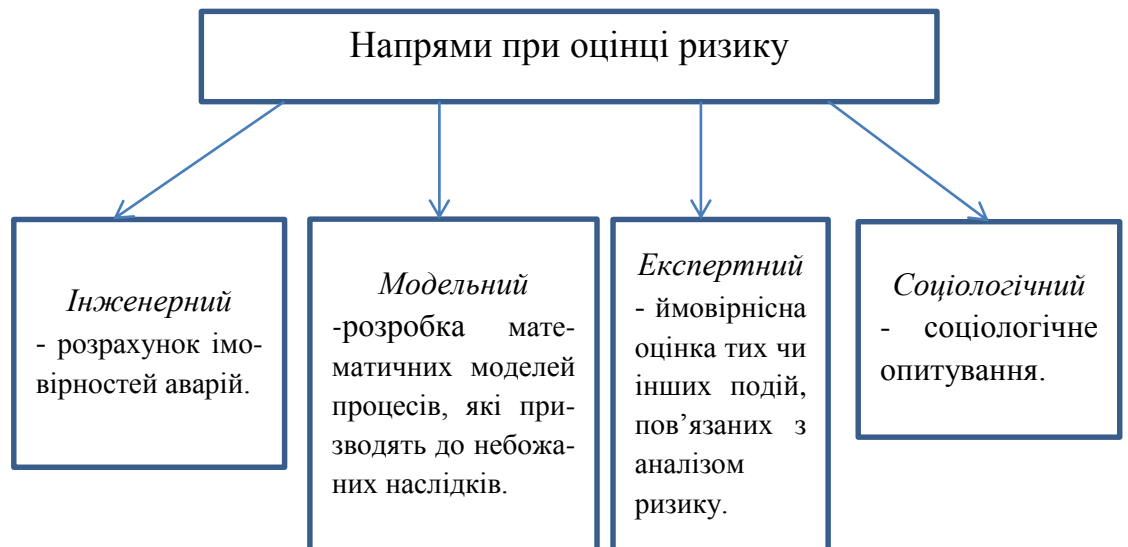 Напрями при оцінці ризику
Інженерний
- розрахунок імо-
вірностей аварій.
Модельний
-розробка мате-
матичних моделей
процесів, які при-
зводять до небожа-
них наслідків.
Експертний
- ймовірнісна
оцінка тих чи
інших подій,
пов’язаних з
аналізом
ризику.
Соціологічний
- соціологічне
опитування.